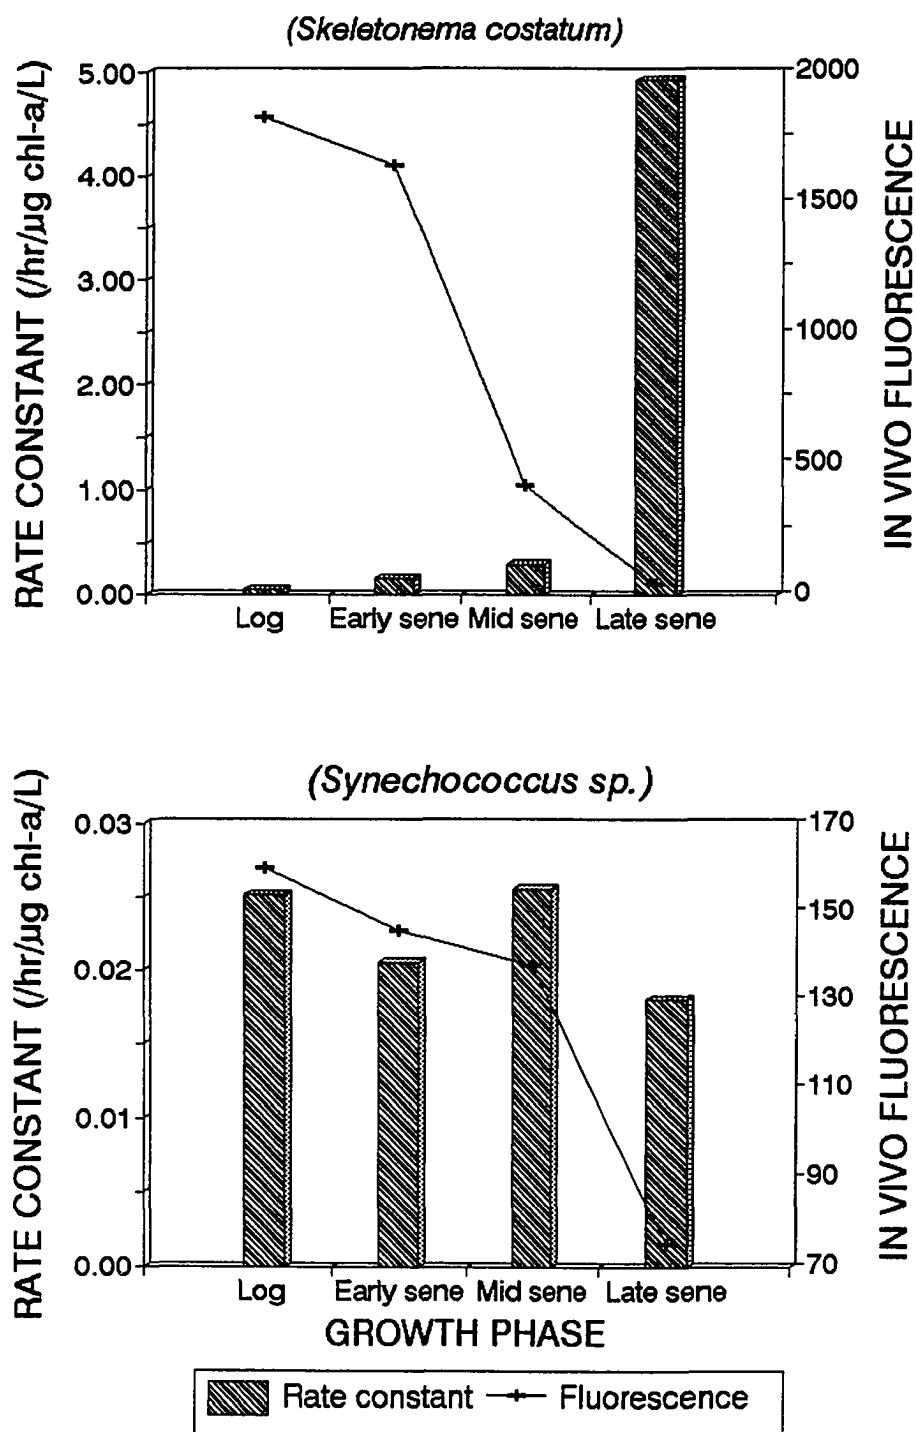 (Skeletonema costatum)
RATE CONSTANT (/hr/µg chl-a/L)
5.00
4.00
3.00
2.00
1.00
0.00
2000
1500
1000
500
0
IN VIVO FLUORESCENCE
Log Early sene Mid sene Late sene
(Synechococcus sp.)
RATE CONSTANT (/hr/µg chl-a/L)
0.03
0.02
0.01
0.00
170
150
130
110
90
70
IN VIVO FLUORESCENCE
Log Early sene Mid sene Late sene
GROWTH PHASE
Rate constant Fluorescence